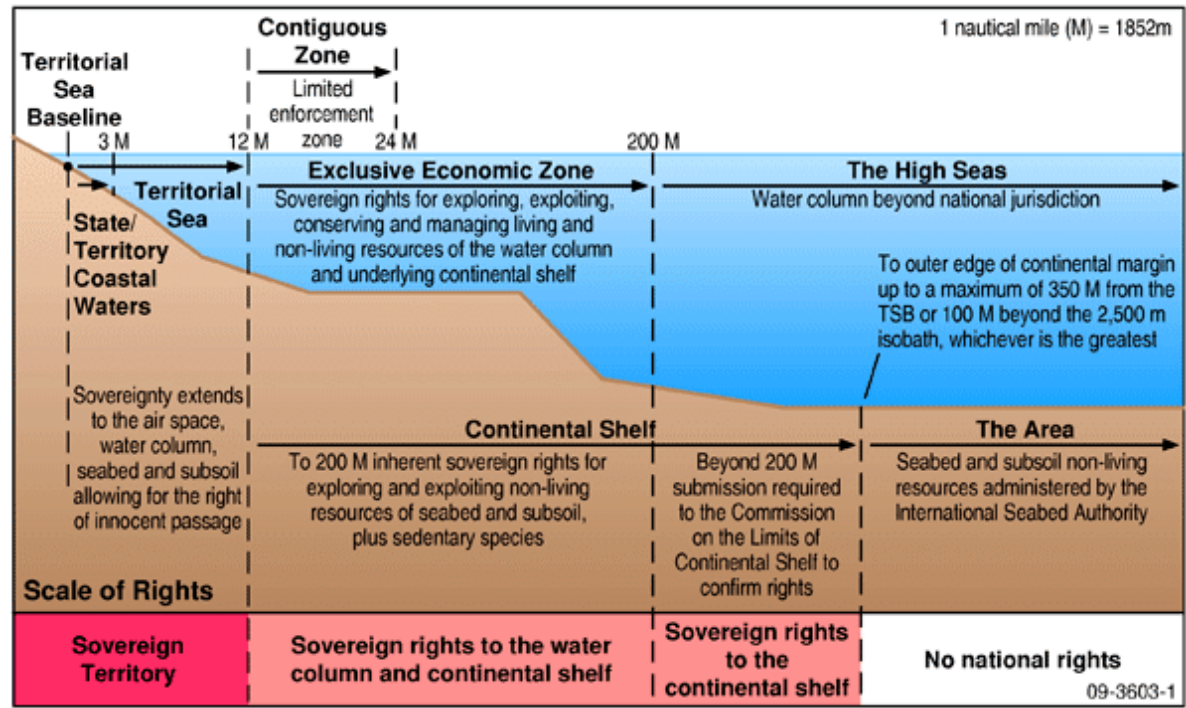 1 nautical mile (M) = 1852m
Contiguous
Zone
Limited
enforcement
zone
Territorial
Sea
Baseline
3 M
12 M
24 M
200 M
Territorial
Sea
State/
Territory
Coastal
Waters
Exclusive Economic Zone
Sovereign rights for exploring, exploiting,
conserving and managing living and
non-living resources of the water column
and underlying continental shelf
The High Seas
Water column beyond national jurisdiction
To outer edge of continental margin
up to a maximum of 350 M from the
TSB or 100 M beyond the 2,500 m
isobath, whichever is the greatest
Sovereignty extends
to the air space,
water column,
seabed and subsoil
allowing for the right
of innocent passage
Continental Shelf
To 200 M inherent sovereign rights for
exploring and exploiting non-living
resources of seabed and subsoil,
plus sedentary species
Beyond 200 M
submission required
to the Commission
on the Limits of
Continental Shelf to
confirm rights
The Area
Seabed and subsoil non-living
resources administered by the
International Seabed Authority
Scale of Rights
Sovereign
Territory
Sovereign rights to the water
column and continental shelf
Sovereign rights
to the
continental shelf
No national rights
09-3603-1